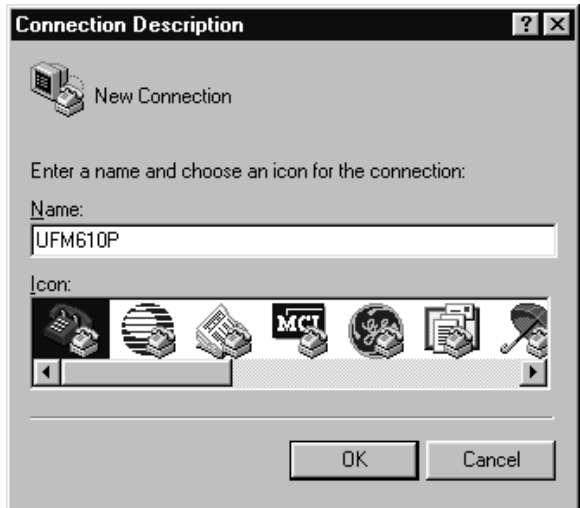 Connection Description
New Connection
Enter a name and choose an icon for the connection:
Name:
UFM610P
Icon:
MCI
OK Cancel